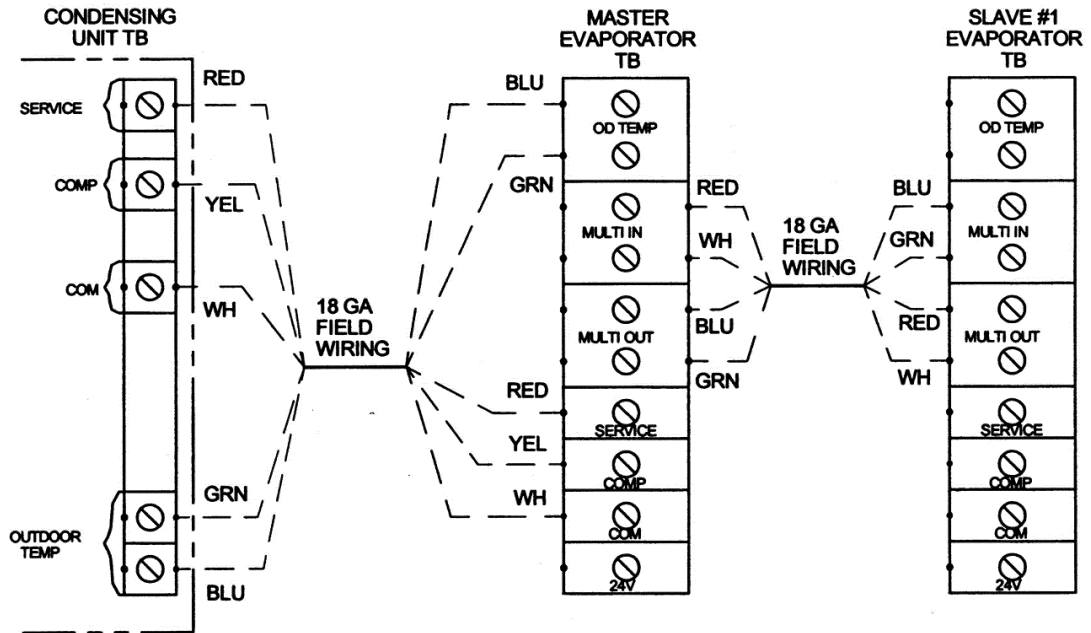 CONDENSING
UNIT TB
MASTER
EVAPORATOR
TB
SLAVE #1
EVAPORATOR
TB
SERVICE
RED
COMP
YEL
COM
WH
18 GA
FIELD
WIRING
GRN
OUTDOOR
TEMP
BLU
BLU
GRN
RED
YEL
WH
OD TEMP
MULTI IN
MULTI OUT
SERVICE
COMP
COM
24V
RED
WH
BLU
GRN
18 GA
FIELD
WIRING
BLU
GRN
RED
WH
OD TEMP
MULTI IN
MULTI OUT
SERVICE
COMP
COM
24V